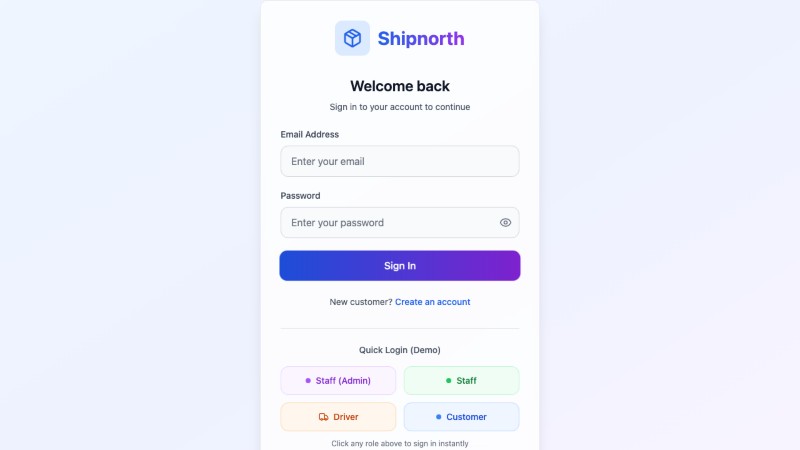 Shipnorth
Welcome back
Sign in to your account to continue
Email Address
Enter your email
Password
Enter your password
Sign In
New customer? Create an account
Quick Login (Demo)
Staff (Admin)
Staff
Driver
Customer
Click any role above to sign in instantly